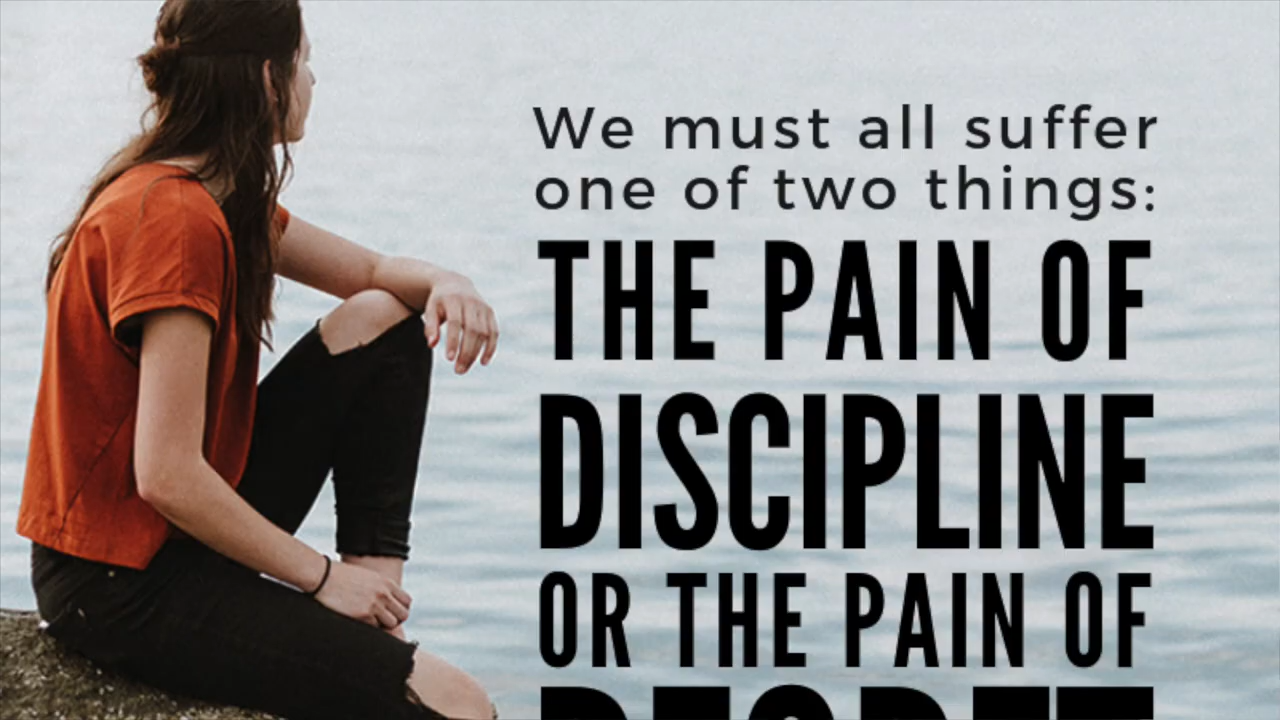 We must all suffer
one of two things:
THE PAIN OF
DISCIPLINE
OR THE PAIN OF